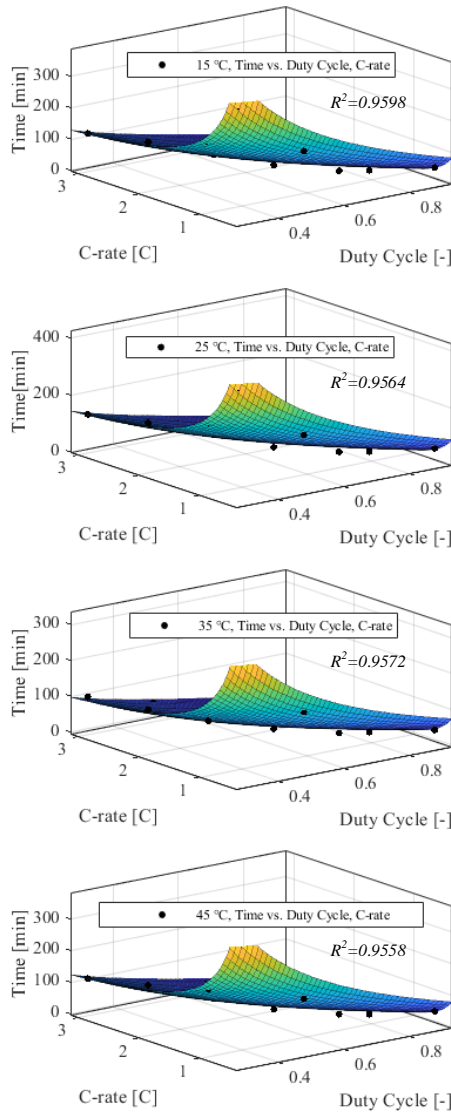 300
15 ℃, Time vs. Duty Cycle, C-rate
R²=0.9598
200
100
0
Time [min]
3
2
1
0.4
0.6
0.8
C-rate [C]
Duty Cycle [-]
400
25 ℃, Time vs. Duty Cycle, C-rate
R²=0.9564
200
0
Time[min]
3
2
1
0.4
0.6
0.8
C-rate [C]
Duty Cycle [-]
300
35 ℃, Time vs. Duty Cycle, C-rate
R²=0.9572
200
100
0
Time [min]
3
2
1
0.4
0.6
0.8
C-rate [C]
Duty Cycle [-]
300
45 ℃, Time vs. Duty Cycle, C-rate
R²=0.9558
200
100
0
Time [min]
3
2
1
0.4
0.6
0.8
C-rate [C]
Duty Cycle [-]